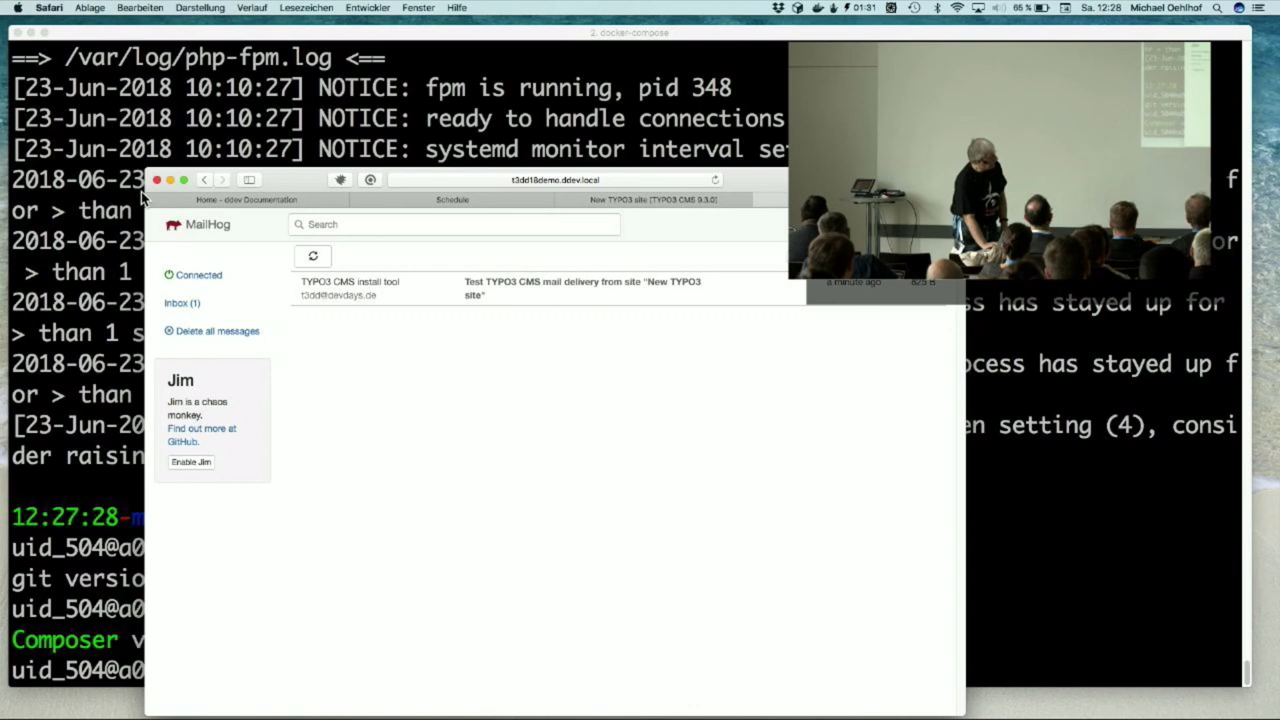 Safari Ablage Bearbeiten Darstellung Verlauf Lesezeichen Entwickler Fenster Hilfe 01:31 65 % Sa. 12:28 Michael Oehlhof
2. docker-compose
==> /var/log/php-fpm.log <==
[23-Jun-2018 10:10:27] NOTICE: fpm is running, pid 348
[23-Jun-2018 10:10:27] NOTICE: ready to handle connections
[23-Jun-2018 10:10:27] NOTICE: systemd monitor interval se
2018-06-23 f
or > than
2018-06-23 or
> than 1
2018-06-23 ss has stayed up for
> than 1 s
2018-06-23 ocess has stayed up f
or > than
[23-Jun-20 en setting (4), consi
der raisin
12:27:28-m
uid_504@a0
git versio
uid_504@a0
Composer v
uid_504@a0
t3dd18demo.ddev.local
Home - ddev Documentation Schedule New TYPO3 site [TYPO3 CMS 9.3.0]
MailHog Search
Connected
Inbox (1)
Delete all messages
Jim
Jim is a chaos
monkey.
Find out more at
GitHub.
Enable Jim
TYPO3 CMS install tool Test TYPO3 CMS mail delivery from site "New TYPO3 a minute ago 825 B
t3dd@devdays.de site"